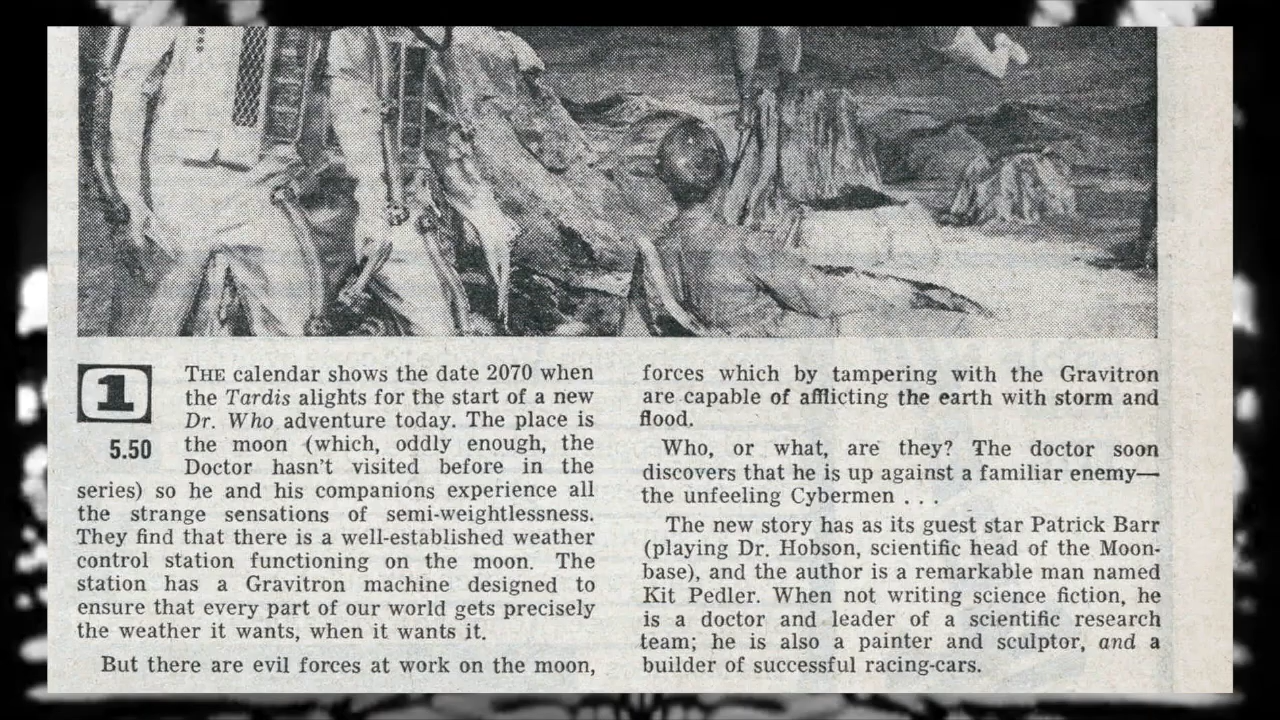 1
5.50
THE calendar shows the date 2070 when
the Tardis alights for the start of a new
Dr. Who adventure today. The place is
the moon (which, oddly enough, the
Doctor hasn't visited before in the
series) so he and his companions experience all
the strange sensations of semi-weightlessness.
They find that there is a well-established weather
control station functioning on the moon. The
station has a Gravitron machine designed to
ensure that every part of our world gets precisely
the weather it wants, when it wants it.
But there are evil forces at work on the moon,
forces which by tampering with the Gravitron
are capable of afflicting the earth with storm and
flood.
Who, or what, are they? The doctor soon
discovers that he is up against a familiar enemy—
the unfeeling Cybermen . . .
The new story has as its guest star Patrick Barr
(playing Dr. Hobson, scientific head of the Moon-
base), and the author is a remarkable man named
Kit Pedler. When not writing science fiction, he
is a doctor and leader of a scientific research
team; he is also a painter and sculptor, and a
builder of successful racing-cars.